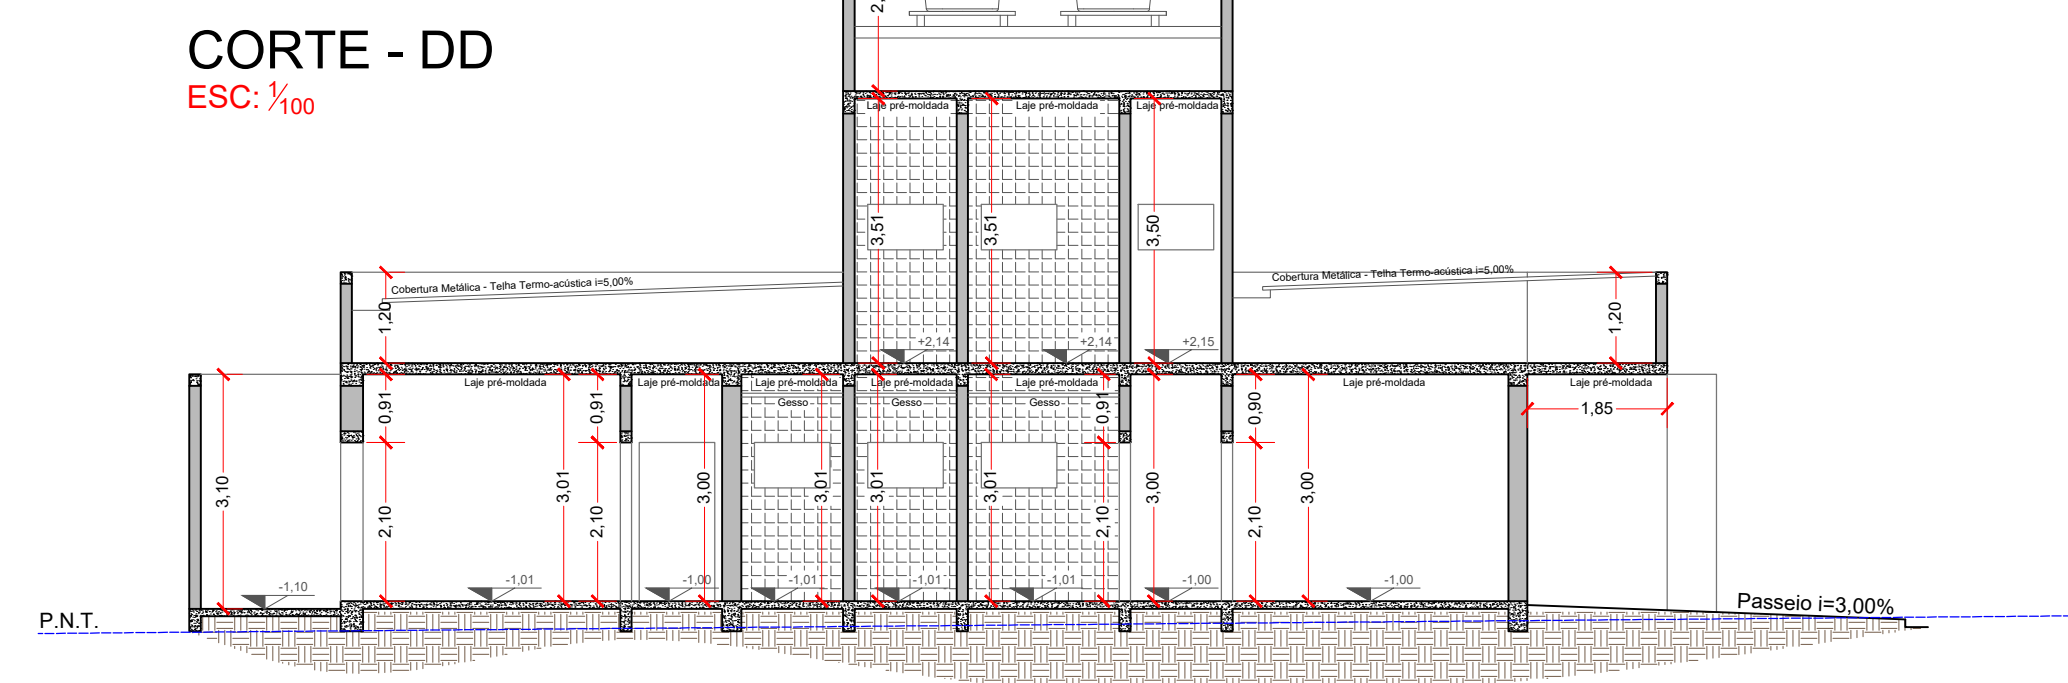 2,
CORTE - DD
ESC: 1/100
Laje pré-moldada Laje pré-moldada Laje pré-moldada
3,51 3,51 3,50
Cobertura Metálica - Telha Termo-acústica i=5,00% Cobertura Metálica - Telha Termo-acústica i=5,00%
1,20 1,20
+2,14 +2,14 +2,15
Laje pré-moldada Laje pré-moldada Laje pré-moldada Laje pré-moldada Laje pré-moldada Laje pré-moldada Laje pré-moldada
Gesso Gesso Gesso
0,91 0,91 0,91 0,90 1,85
3,10 2,10 3,01 2,10 3,00 3,01 3,01 3,01 2,10 3,00 2,10 3,00
-1,10 -1,01 -1,00 -1,01 -1,01 -1,01 -1,00 -1,00
P.N.T. Passeio i=3,00%